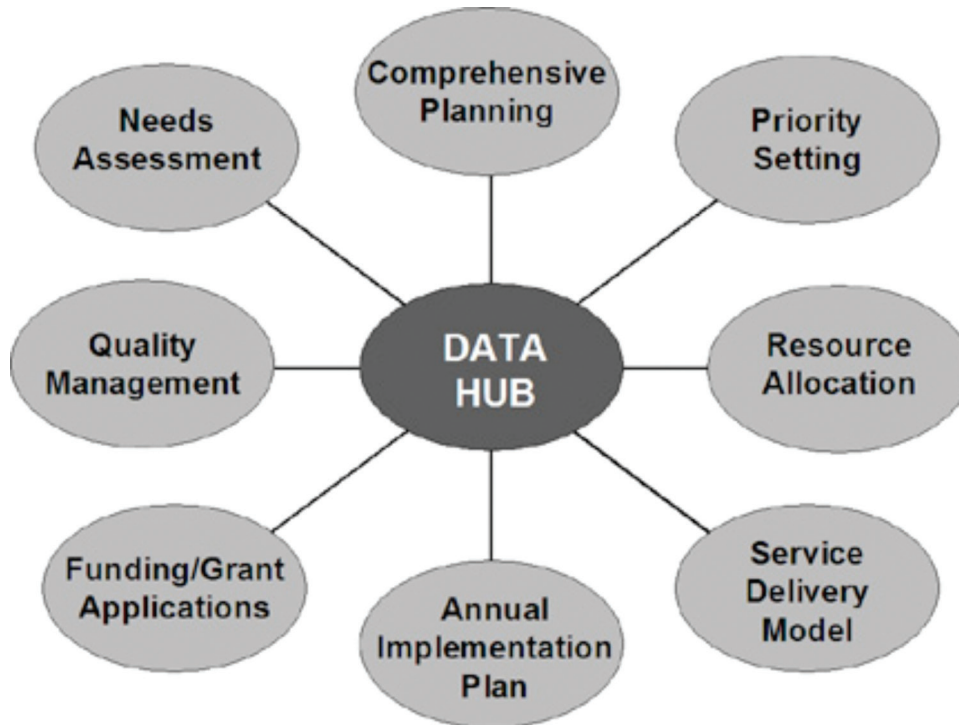 Comprehensive
Planning
Needs
Assessment
Priority
Setting
Quality
Management
DATA
HUB
Resource
Allocation
Funding/Grant
Applications
Annual
Implementation
Plan
Service
Delivery
Model